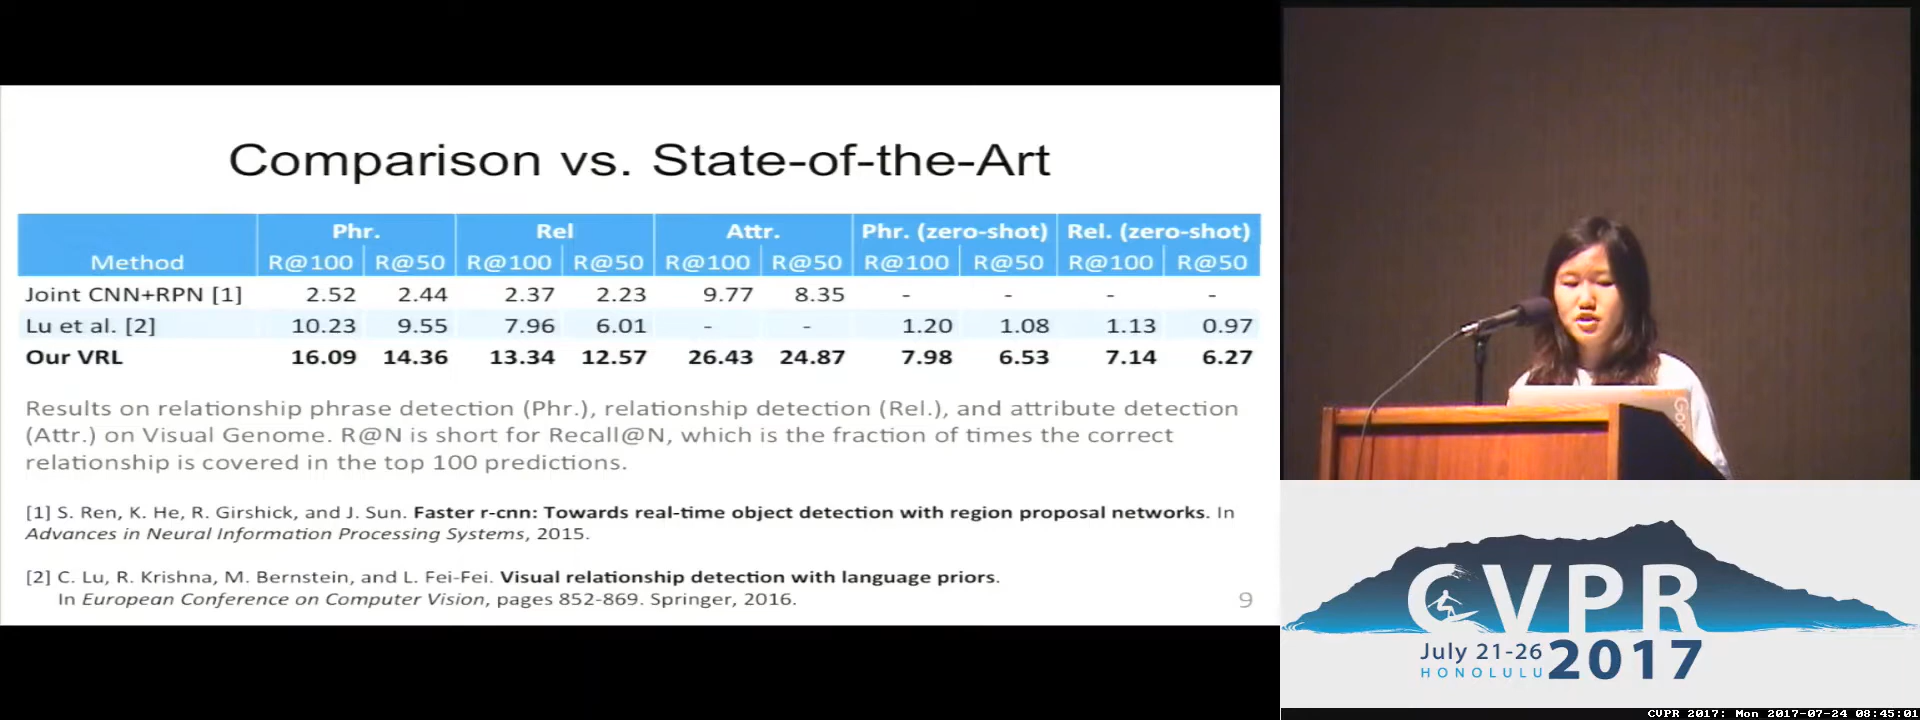 Comparison vs. State-of-the-Art
Phr. Rel Attr. Phr. (zero-shot) Rel. (zero-shot)
Method R@100 R@50 R@100 R@50 R@100 R@50 R@100 R@50 R@100 R@50
Joint CNN+RPN [1] 2.52 2.44 2.37 2.23 9.77 8.35 - - - -
Lu et al. [2] 10.23 9.55 7.96 6.01 - - 1.20 1.08 1.13 0.97
Our VRL 16.09 14.36 13.34 12.57 26.43 24.87 7.98 6.53 7.14 6.27
Results on relationship phrase detection (Phr.), relationship detection (Rel.), and attribute detection
(Attr.) on Visual Genome. R@N is short for Recall@N, which is the fraction of times the correct
relationship is covered in the top 100 predictions.
[1] S. Ren, K. He, R. Girshick, and J. Sun. Faster r-cnn: Towards real-time object detection with region proposal networks. In
Advances in Neural Information Processing Systems, 2015.
[2] C. Lu, R. Krishna, M. Bernstein, and L. Fei-Fei. Visual relationship detection with language priors.
In European Conference on Computer Vision, pages 852-869. Springer, 2016.
9
CVPR
July 21-26 2017
HONOLULU
CVPR 2017: Mon 2017-07-24 08:45:01